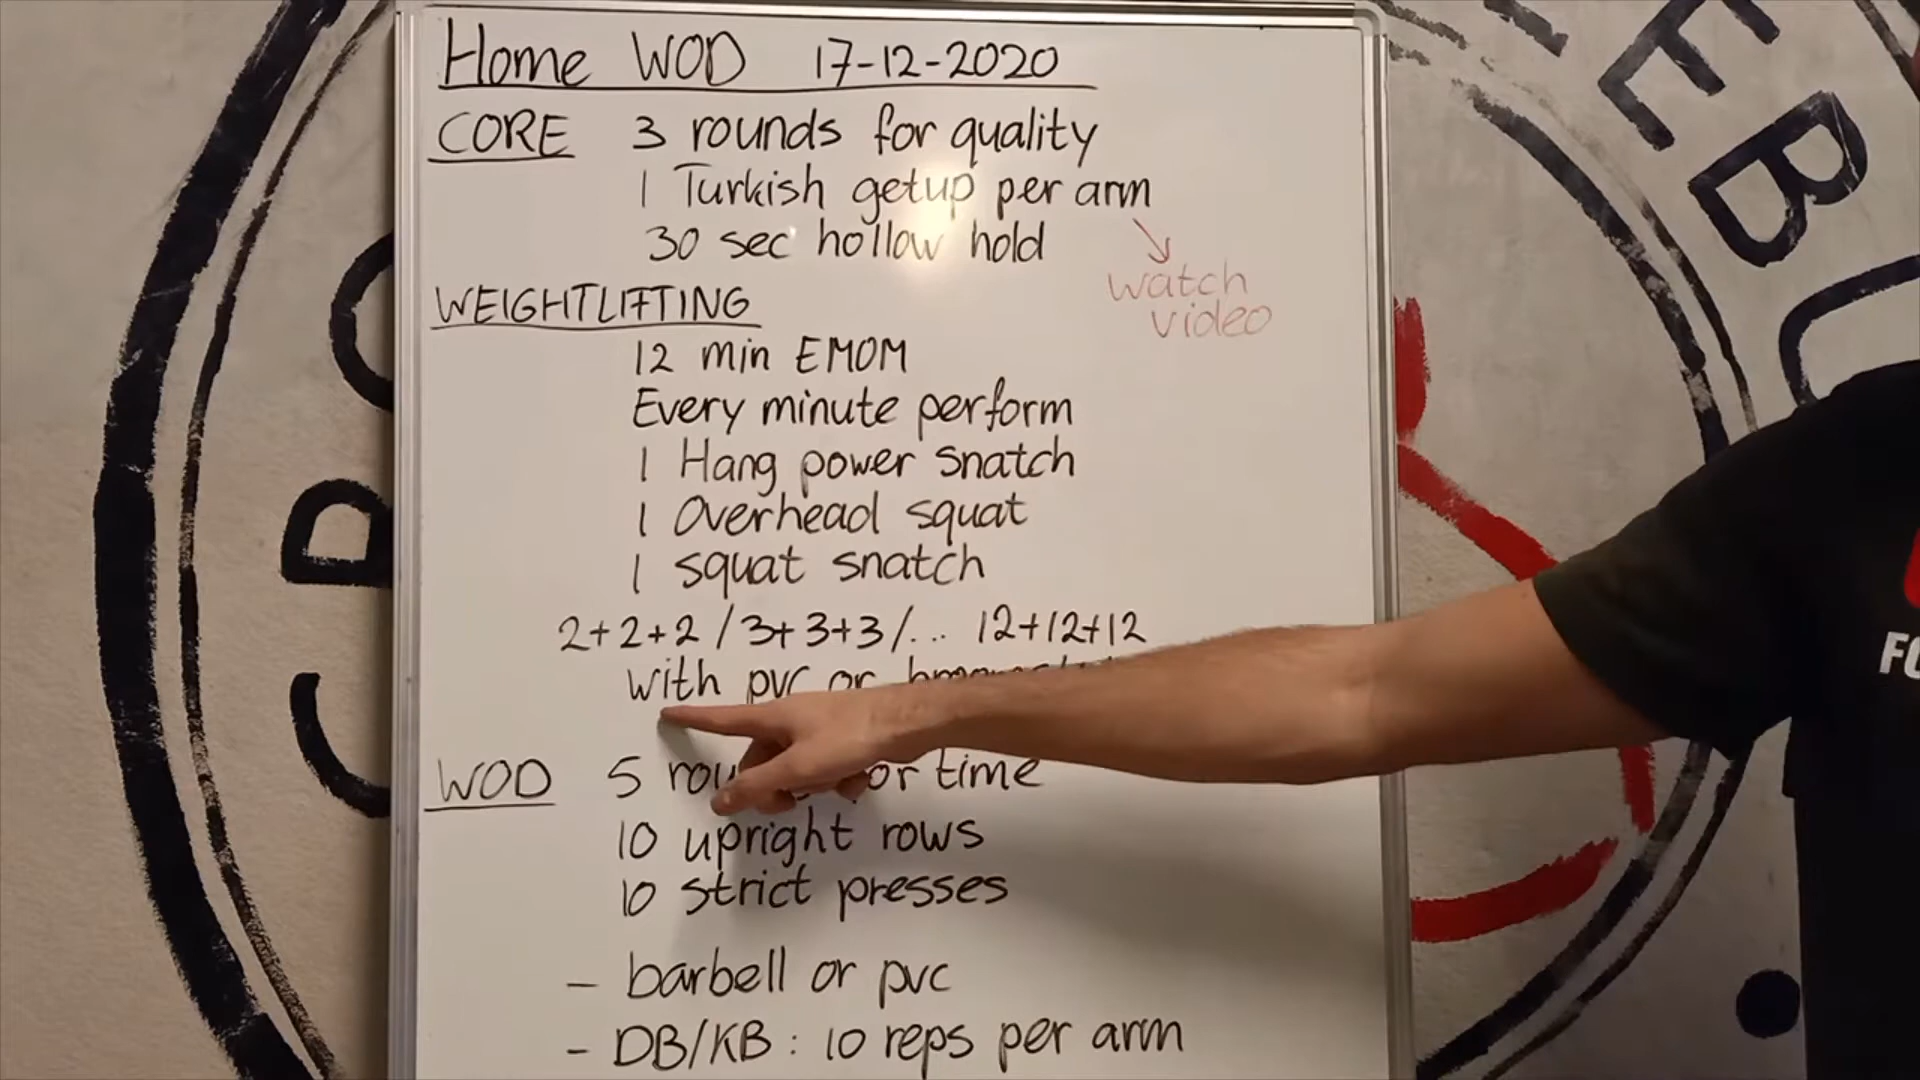 Home WOD 17-12-2020
CORE 3 rounds for quality
1 Turkish getup per arm
30 sec hollow hold
watch
video
WEIGHTLIFTING
12 min EMOM
Every minute perform
1 Hang power snatch
1 Overhead squat
1 squat snatch
2+2+2/3+3+3/... 12+12+12
with pvc or
WOD 5 for time
10 upright rows
10 strict presses
- barbell or pvc
- DB/KB: 10 reps per arm